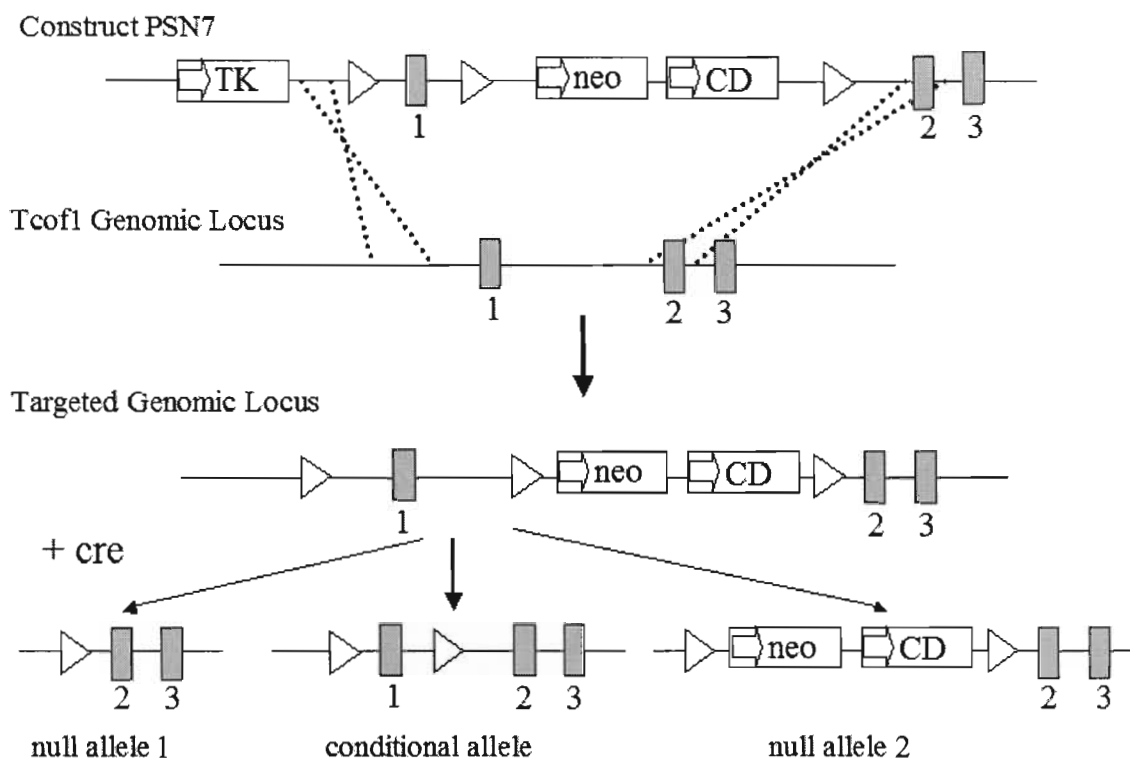 Construct PSN7
TK
neo
CD
1
2
3
Tcof1 Genomic Locus
1
2
3
Targeted Genomic Locus
neo
CD
1
2
3
+ cre
neo
CD
2
3
1
2
3
2
3
null allele 1
conditional allele
null allele 2